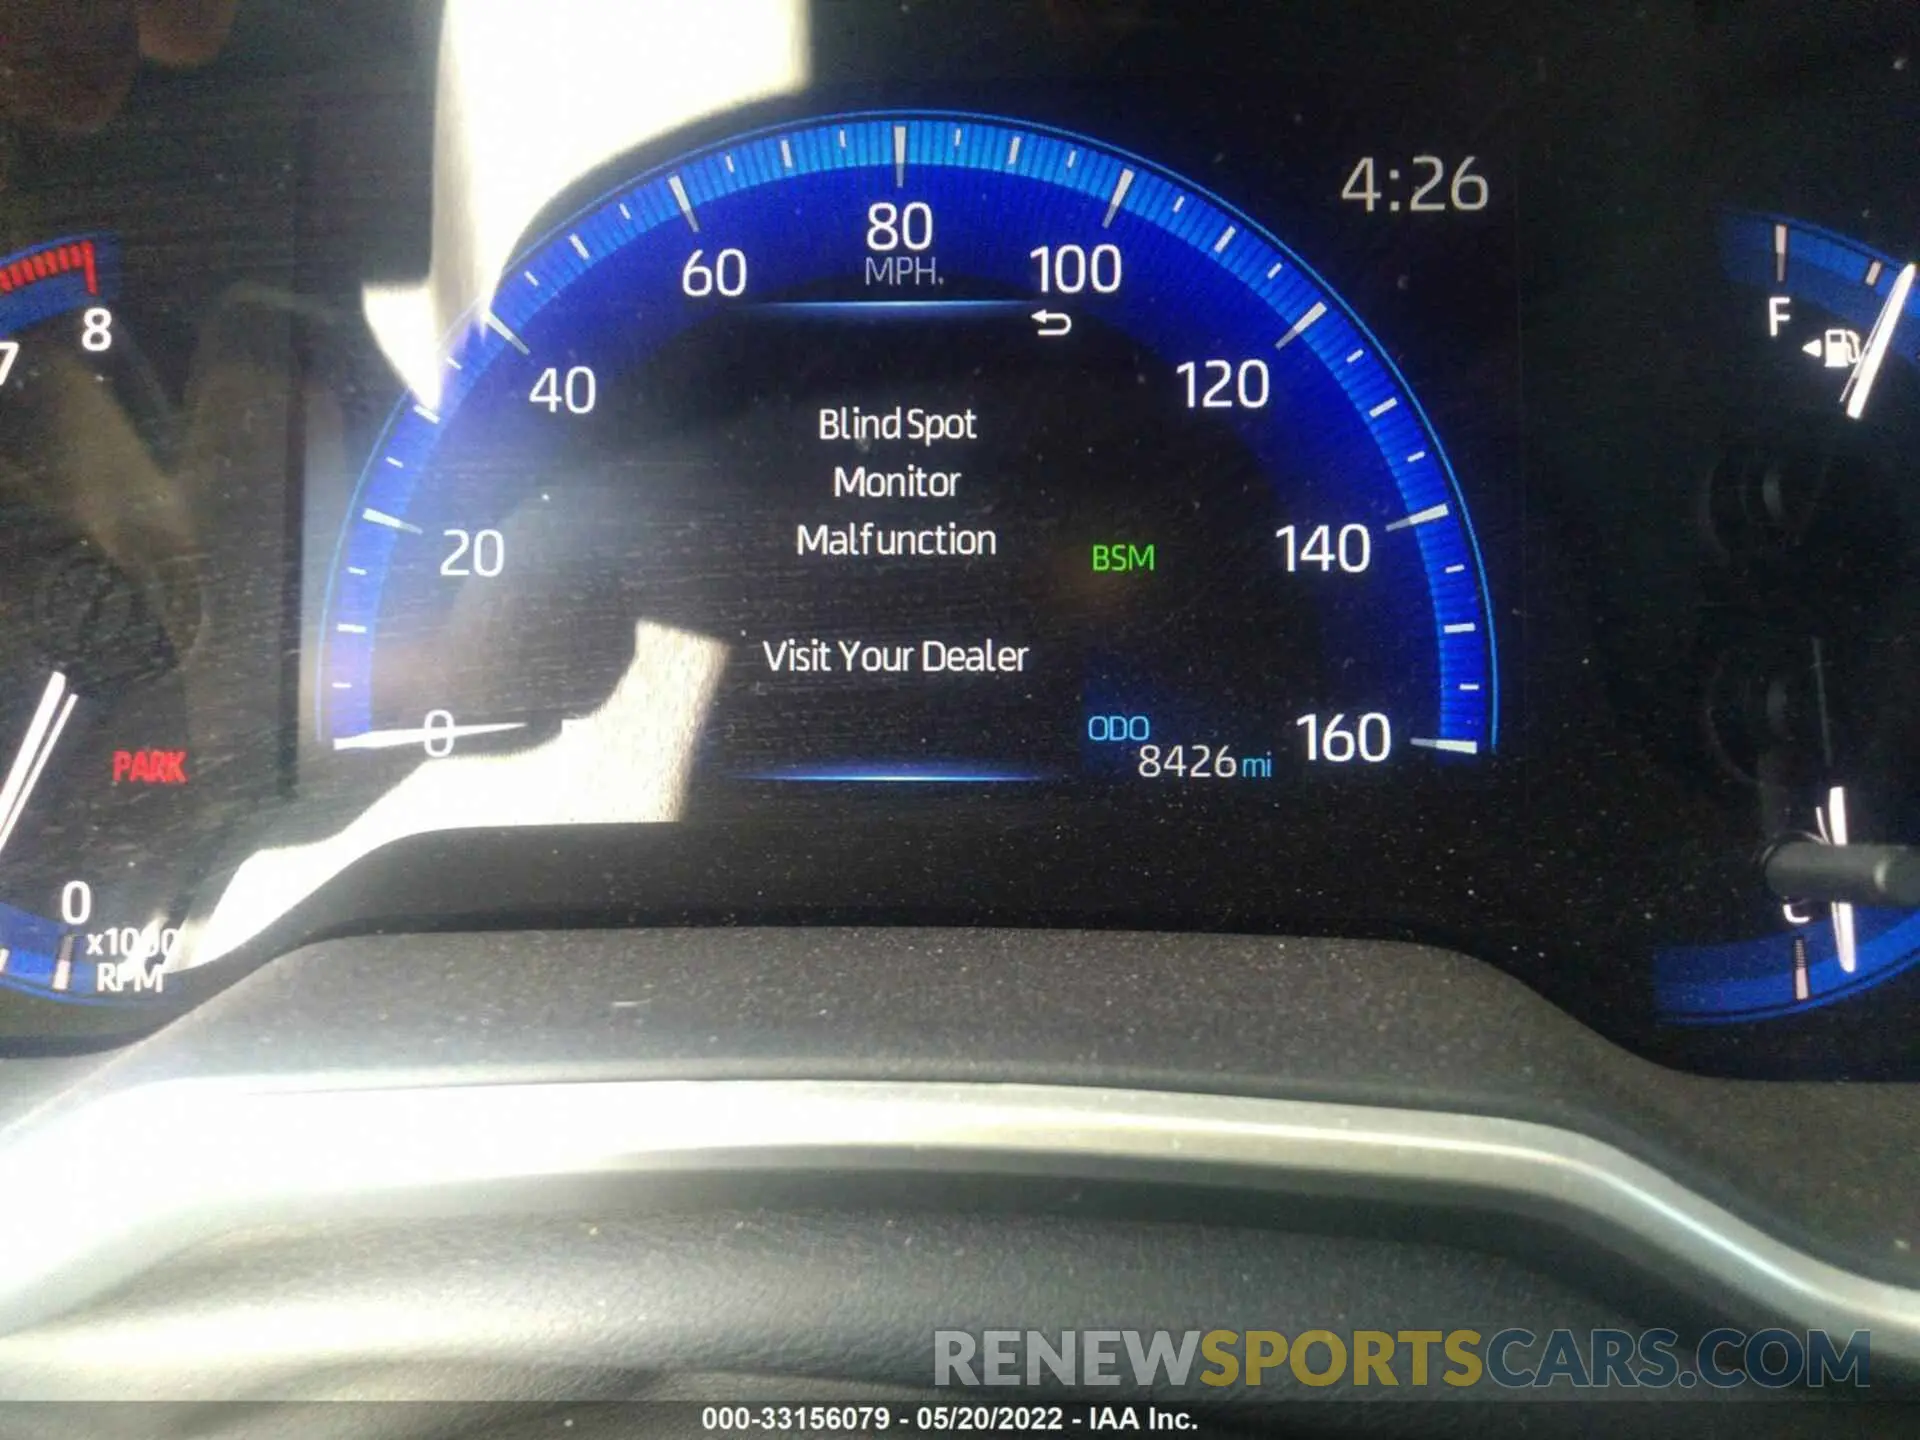 4:26
80
MPH.
60
100
8
7
F
40
120
Blind Spot
Monitor
Malfunction
BSM
20
140
Visit Your Dealer
ODO
8426 mi
0
160
PARK
0
x1000
RPM
RENEWSPORTSCARS.COM
000-33156079 - 05/20/2022 - IAA Inc.